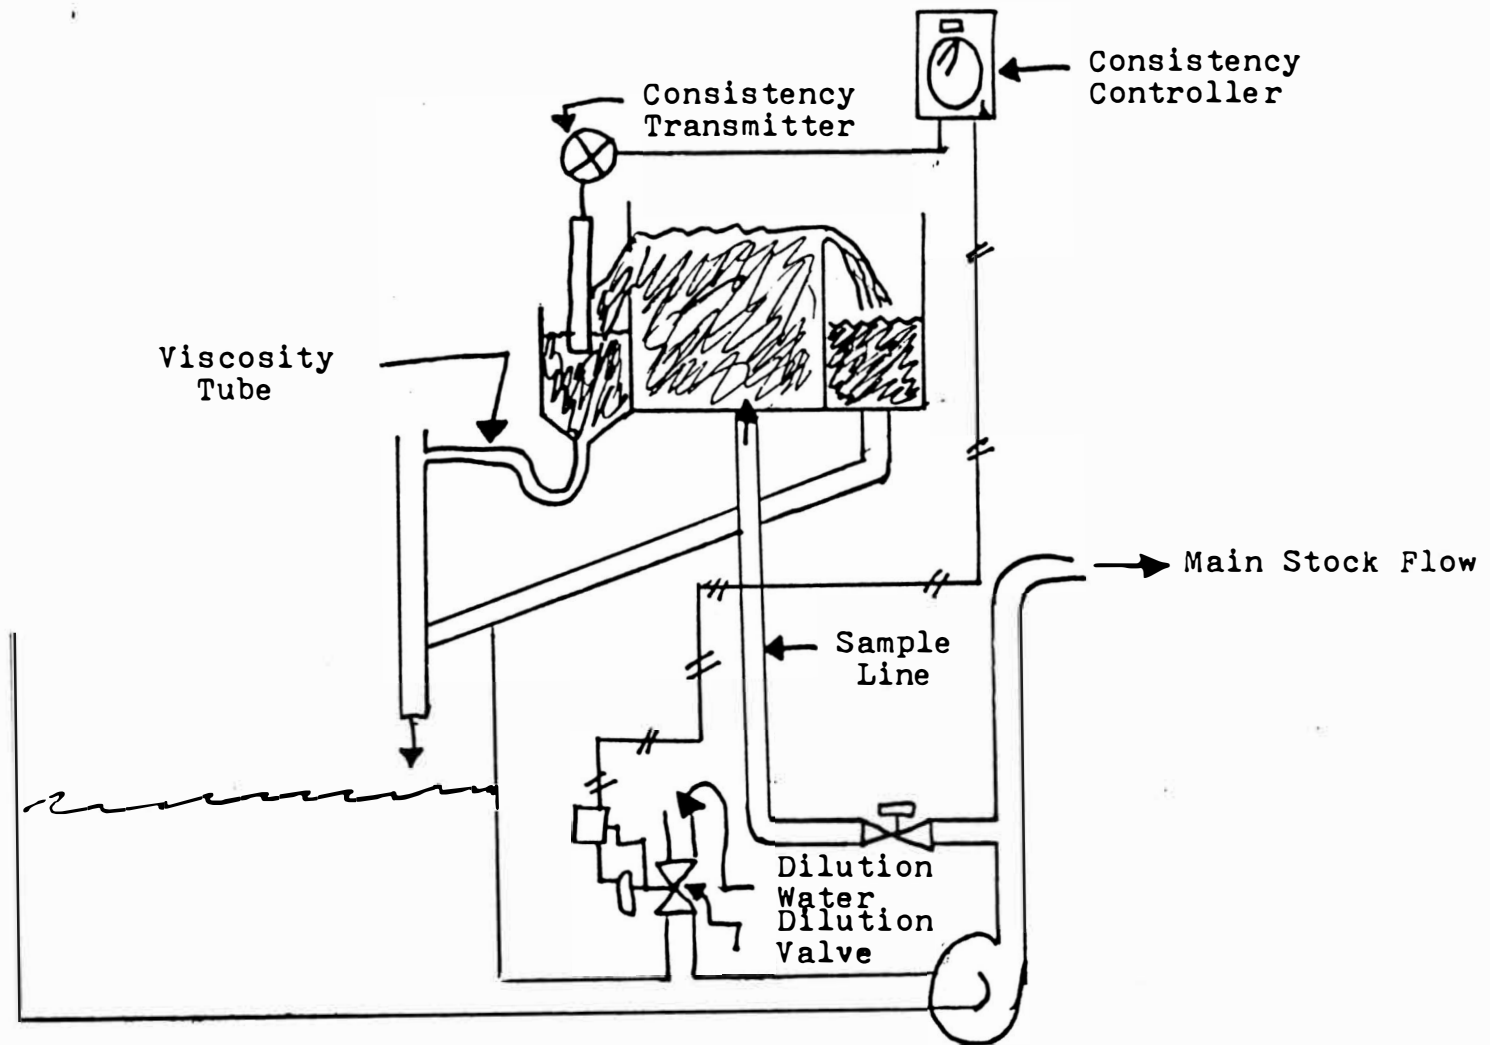 Consistency
Controller
Consistency
Transmitter
Viscosity
Tube
Main Stock Flow
Sample
Line
Dilution
Water
Dilution
Valve